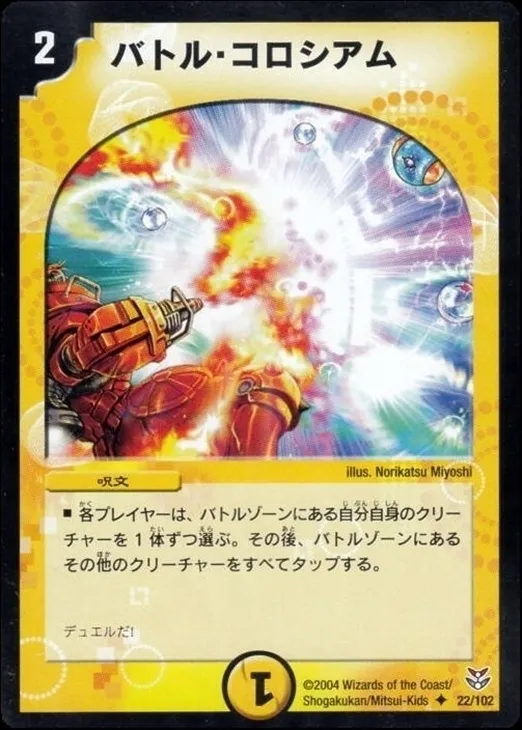 2
バトル・コロシアム
illus. Norikatsu Miyoshi
呪文
■ 各プレイヤーは、バトルゾーンにある自分自身のクリー
チャーを1体ずつ選ぶ。その後、バトルゾーンにある
その他のクリーチャーをすべてタップする。
デュエルだ!
1
©2004 Wizards of the Coast/
Shogakukan/Mitsui-Kids ♦ 22/102